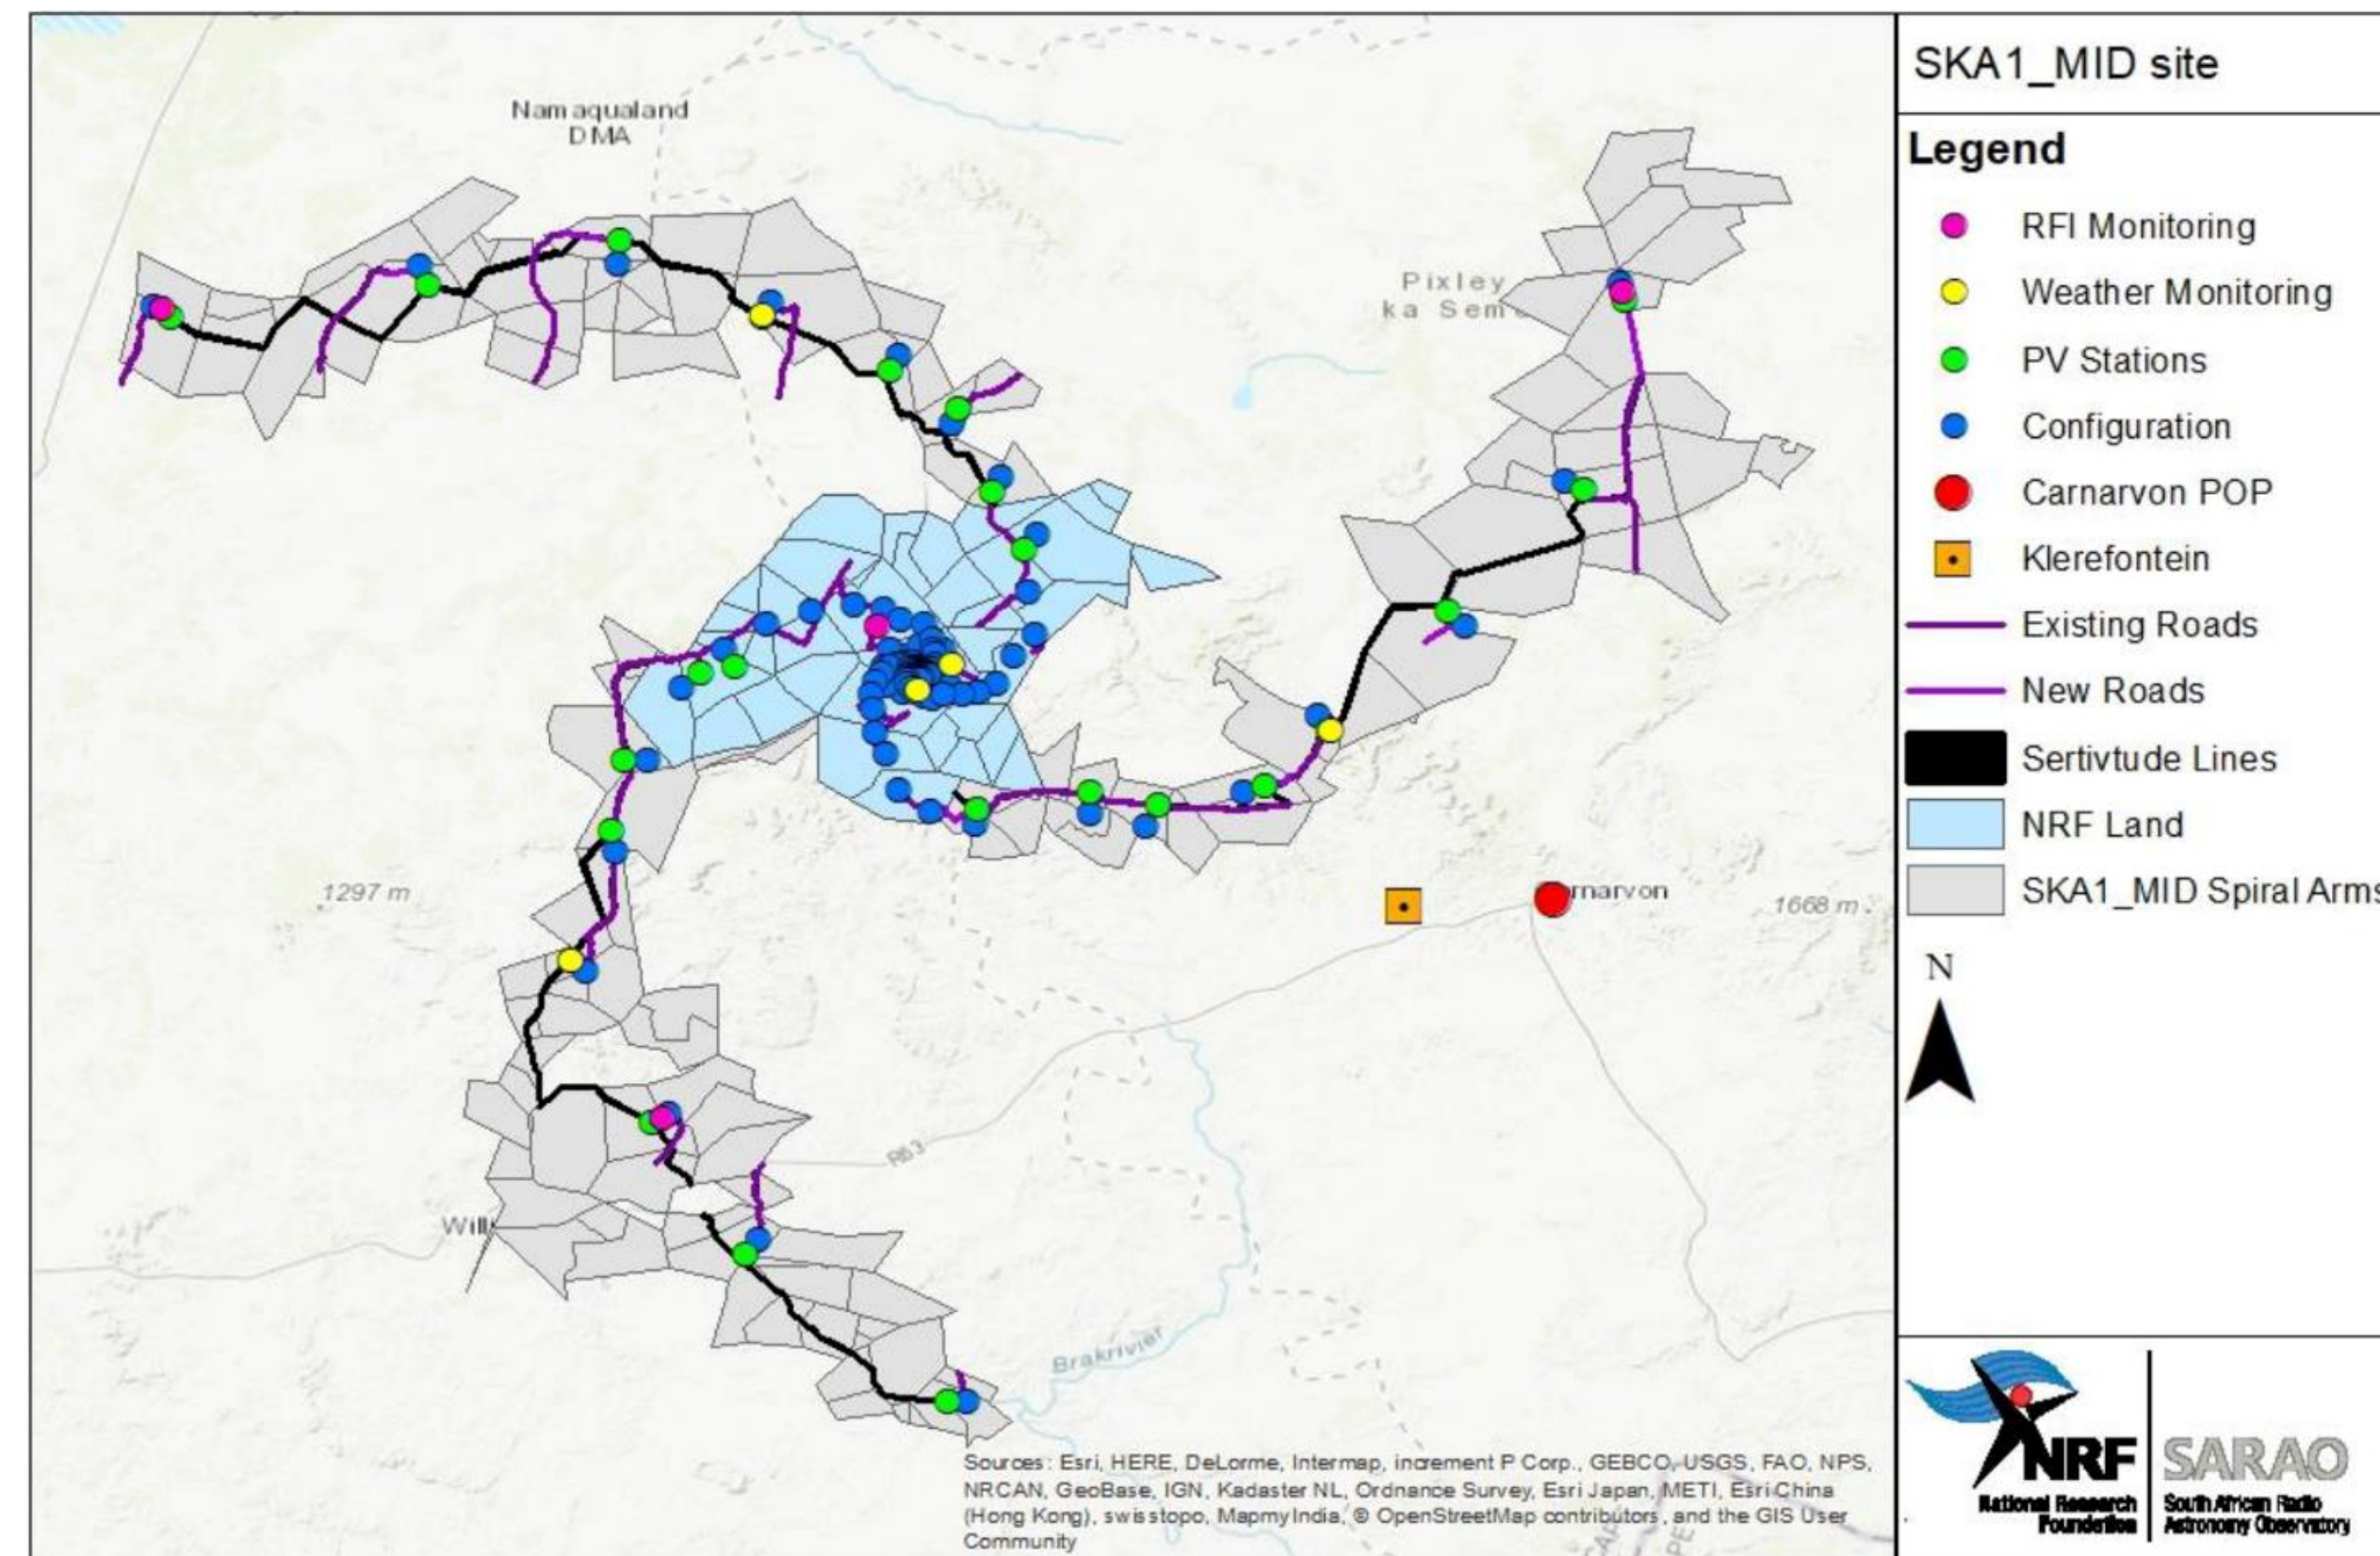 SKA1_MID site
Legend
RFI Monitoring
Weather Monitoring
PV Stations
Configuration
Carnarvon POP
Klerefontein
Existing Roads
New Roads
Sertivtude Lines
NRF Land
SKA1_MID Spiral Arms
N
Namaqualand
DMA
Pixley
ka Seme
1297 m
rnarvon
1668 m
R63
Willi
Brakrivier
Sources: Esri, HERE, DeLorme, Intermap, increment P Corp., GEBCO, USGS, FAO, NPS,
NRCAN, GeoBase, IGN, Kadaster NL, Ordnance Survey, Esri Japan, METI, Esri China
(Hong Kong), swisstopo, MapmyIndia, © OpenStreetMap contributors, and the GIS User
Community
NRF
National Research
Foundation
SARAO
South African Radio
Astronomy Observatory